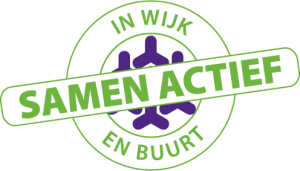 IN WIJK
SAMEN ACTIEF
EN BUURT